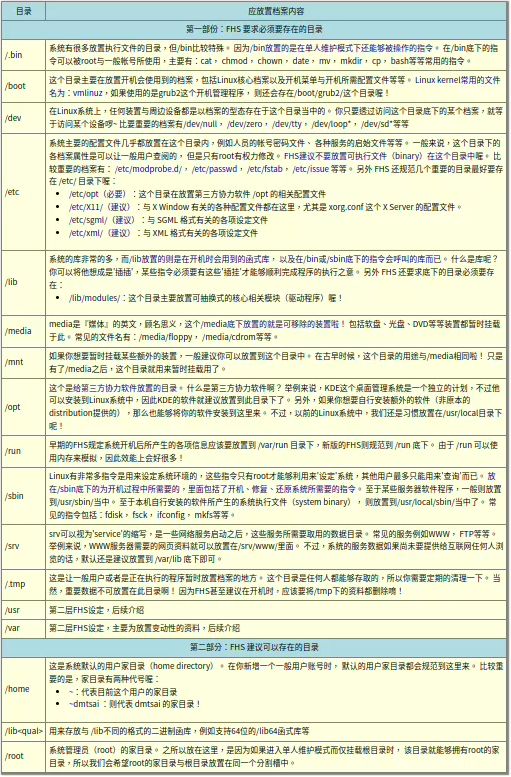 目录 应放置档案内容
第一部份：FHS 要求必须要存在的目录
/.bin
系统有很多放置执行文件的目录，但/bin比较特殊。 因为/bin放置的是在单人维护模式下还能够被操作的指令。 在/bin底下的指
令可以被root与一般帐号所使用，主要有：cat， chmod， chown， date， mv， mkdir， cp， bash等等常用的指令。
/boot
这个目录主要在放置开机会使用到的档案，包括Linux核心档案以及开机菜单与开机所需配置文件等等。 Linux kernel常用的文件
名为：vmlinuz，如果使用的是grub2这个开机管理程序， 则还会存在/boot/grub2/这个目录喔！
/dev
在Linux系统上，任何装置与周边设备都是以档案的型态存在于这个目录当中的。 你只要透过访问这个目录底下的某个档案，就等
于访问某个设备啰~ 比要重要的档案有/dev/null， /dev/zero， /dev/tty， /dev/loop*， /dev/sd*等等
/etc
系统主要的配置文件几乎都放置在这个目录内，例如人员的帐号密码文件、 各种服务的启始文件等等。 一般来说，这个目录下的
各档案属性是可以让一般用户查阅的， 但是只有root有权力修改。 FHS建议不要放置可执行文件（binary）在这个目录中喔。 比
较重要的档案有： /etc/modprobe.d/， /etc/passwd， /etc/fstab， /etc/issue 等等。 另外 FHS 还规范几个重要的目录最好要存
在 /etc/ 目录下喔：
/etc/opt（必要）：这个目录在放置第三方协力软件 /opt 的相关配置文件
/etc/X11/（建议）：与 X Window 有关的各种配置文件都在这里，尤其是 xorg.conf 这个 X Server 的配置文件。
/etc/sgml/（建议）：与 SGML 格式有关的各项设定文件
/etc/xml/（建议）：与 XML 格式有关的各项设定文件
/lib
系统的库非常的多，而/lib放置的则是在开机时会用到的函式库， 以及在/bin或/sbin底下的指令会呼叫的库而已。 什么是库呢？
你可以将他想成是'插插'，某些指令必须要有这些'插挂'才能够顺利完成程序的执行之意。 另外 FHS 还要求底下的目录必须要存
在：
/lib/modules/：这个目录主要放置可抽换式的核心相关模块（驱动程序）喔！
/media
media是『媒体』的英文，顾名思义，这个/media底下放置的就是可移除的装置啦！ 包括软盘、光盘、DVD等等装置都暂时挂载
于此。 常见的文件名有：/media/floppy， /media/cdrom等等。
/mnt
如果你想要暂时挂载某些额外的装置，一般建议你可以放置到这个目录中。 在古早时候，这个目录的用途与/media相同啦！ 只是
有了/media之后，这个目录就用来暂时挂载用了。
/opt
这个是给第三方协力软件放置的目录。 什么是第三方协力软件啊？ 举例来说，KDE这个桌面管理系统是一个独立的计划，不过他
可以安装到Linux系统中，因此KDE的软件就建议放置到此目录下了。 另外，如果你想要自行安装额外的软件（非原本的
distribution提供的），那么也能够将你的软件安装到这里来。 不过，以前的Linux系统中，我们还是习惯放置在/usr/local目录下
呢！
/run
早期的FHS规定系统开机后所产生的各项信息应该要放置到 /var/run 目录下，新版的FHS则规范到 /run 底下。 由于 /run 可以使
用内存来模拟，因此效能上会好很多！
/sbin
Linux有非常多指令是用来设定系统环境的，这些指令只有root才能够利用来'设定'系统，其他用户最多只能用来'查询'而已。 放
在/sbin底下的为开机过程中所需要的，里面包括了开机、修复、还原系统所需要的指令。 至于某些服务器软件程序，一般则放置
到/usr/sbin/当中。 至于本机自行安装的软件所产生的系统执行文件（system binary）， 则放置到/usr/local/sbin/当中了。 常
见的指令包括：fdisk， fsck， ifconfig， mkfs等等。
/srv
srv可以视为'service'的缩写，是一些网络服务启动之后，这些服务所需要取用的数据目录。 常见的服务例如WWW， FTP等等。
举例来说，WWW服务器需要的网页资料就可以放置在/srv/www/里面。 不过，系统的服务数据如果尚未要提供给互联网任何人浏
览的话，默认还是建议放置到 /var/lib 底下即可。
/.tmp
这是让一般用户或者是正在执行的程序暂时放置档案的地方。 这个目录是任何人都能够存取的，所以你需要定期的清理一下。 当
然，重要数据不可放置在此目录啊！ 因为FHS甚至建议在开机时，应该要将/tmp下的资料都删除唷！
/usr 第二层FHS设定，后续介绍
/var 第二层FHS设定，主要为放置变动性的资料，后续介绍
第二部分：FHS 建议可以存在的目录
/home
这是系统默认的用户家目录（home directory）。 在你新增一个一般用户账号时， 默认的用户家目录都会规范到这里来。 比较重
要的是，家目录有两种代号喔：
~：代表目前这个用户的家目录
~dmtsai ：则代表 dmtsai 的家目录！
/lib<qual> 用来存放与 /lib不同的格式的二进制函库，例如支持64位的/lib64函式库等
/root
系统管理员（root）的家目录。 之所以放在这里，是因为如果进入单人维护模式而仅挂载根目录时， 该目录就能够拥有root的家
目录，所以我们会希望root的家目录与根目录放置在同一个分割槽中。